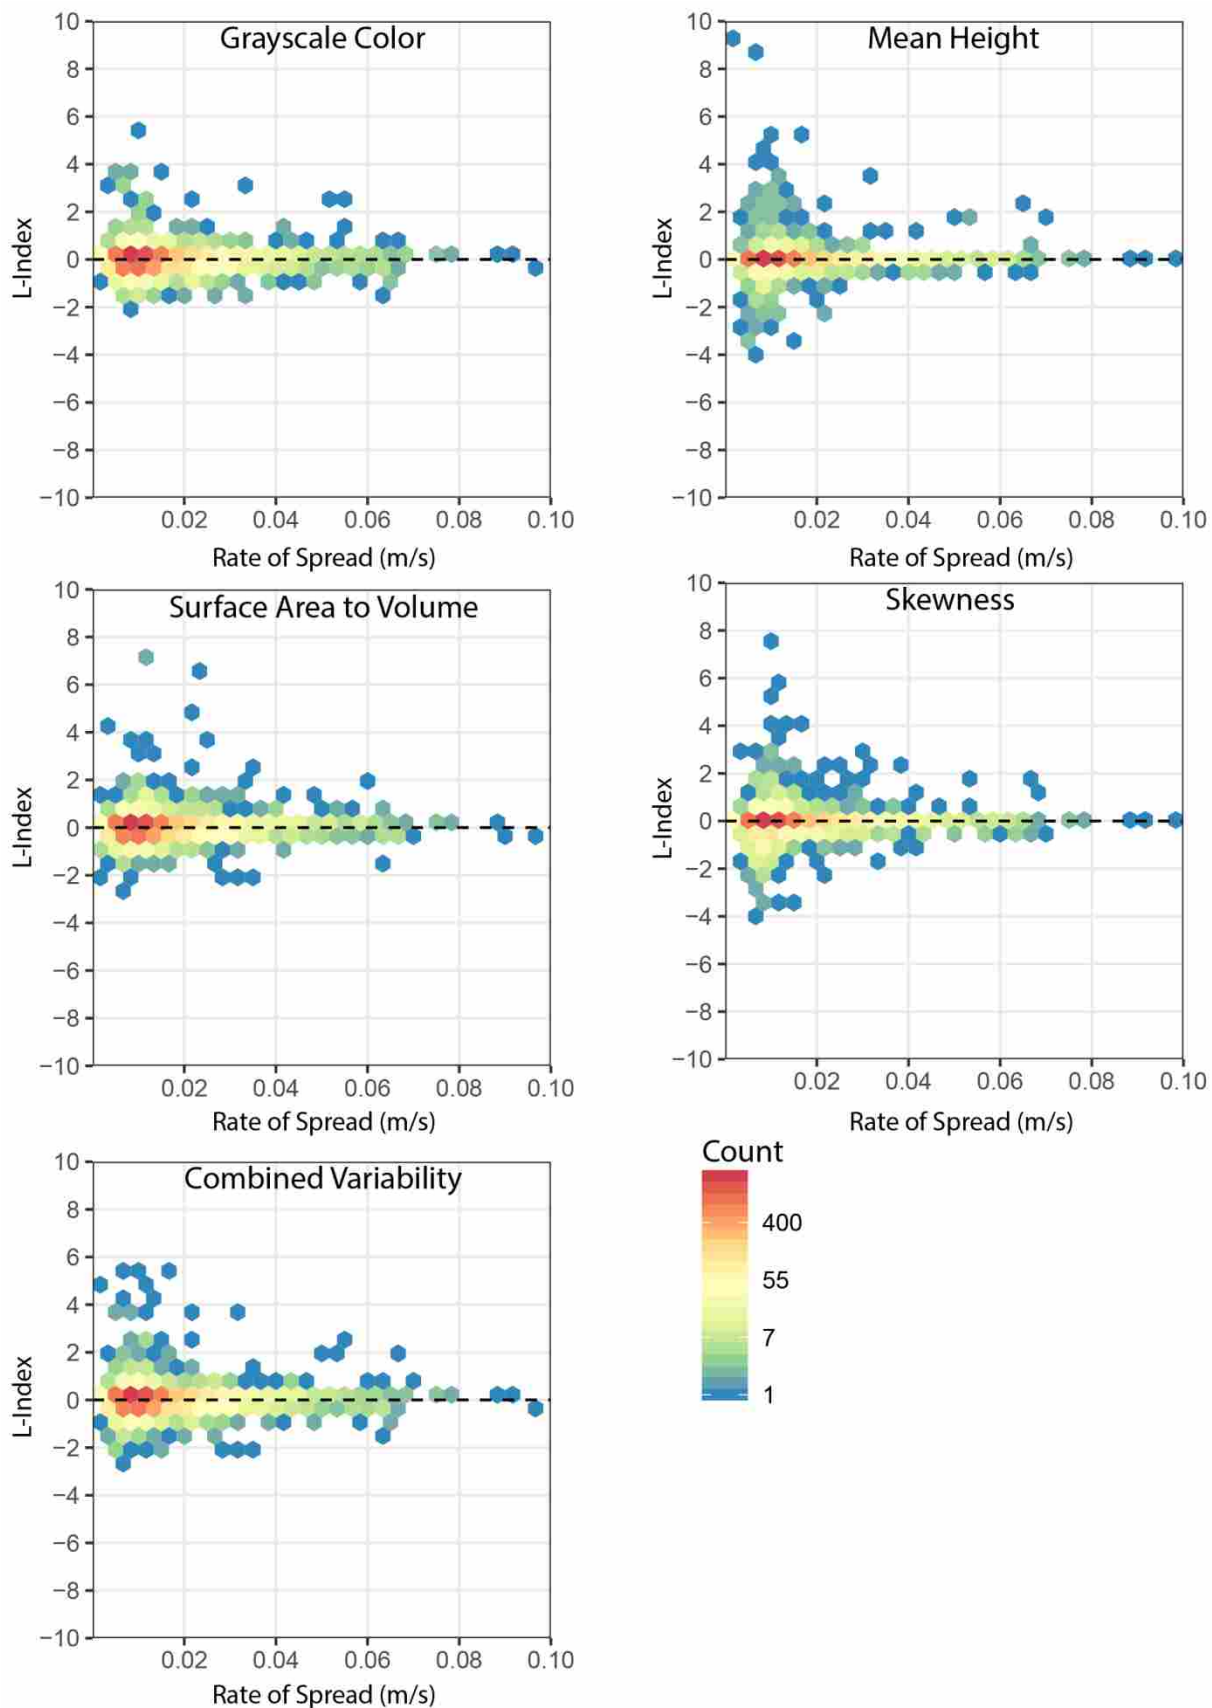 Grayscale Color
10
8
6
4
2
0
−2
−4
−6
−8
−10
L-Index
0.02 0.04 0.06 0.08 0.10
Rate of Spread (m/s)
Mean Height
10
8
6
4
2
0
−2
−4
−6
−8
−10
L-Index
0.02 0.04 0.06 0.08 0.10
Rate of Spread (m/s)
Surface Area to Volume
10
8
6
4
2
0
−2
−4
−6
−8
−10
L-Index
0.02 0.04 0.06 0.08 0.10
Rate of Spread (m/s)
Skewness
10
8
6
4
2
0
−2
−4
−6
−8
−10
L-Index
0.02 0.04 0.06 0.08 0.10
Rate of Spread (m/s)
Combined Variability
10
8
6
4
2
0
−2
−4
−6
−8
−10
L-Index
0.02 0.04 0.06 0.08 0.10
Rate of Spread (m/s)
Count
400
55
7
1